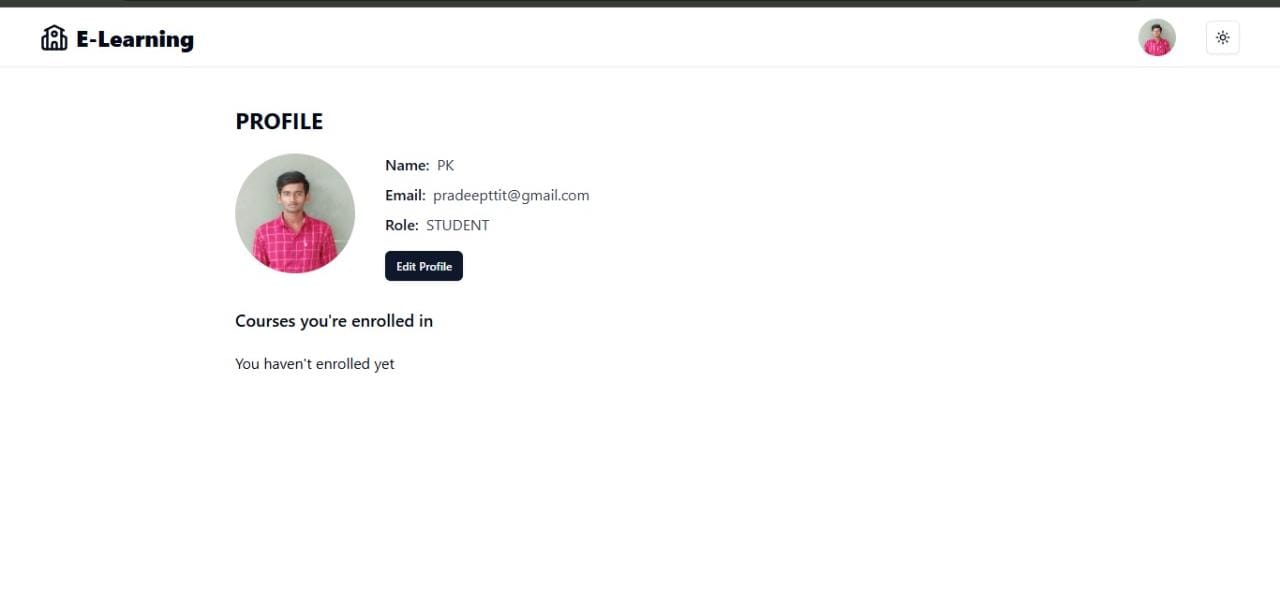 E-Learning
PROFILE
Name: PK
Email: pradeepttit@gmail.com
Role: STUDENT
Edit Profile
Courses you're enrolled in
You haven't enrolled yet